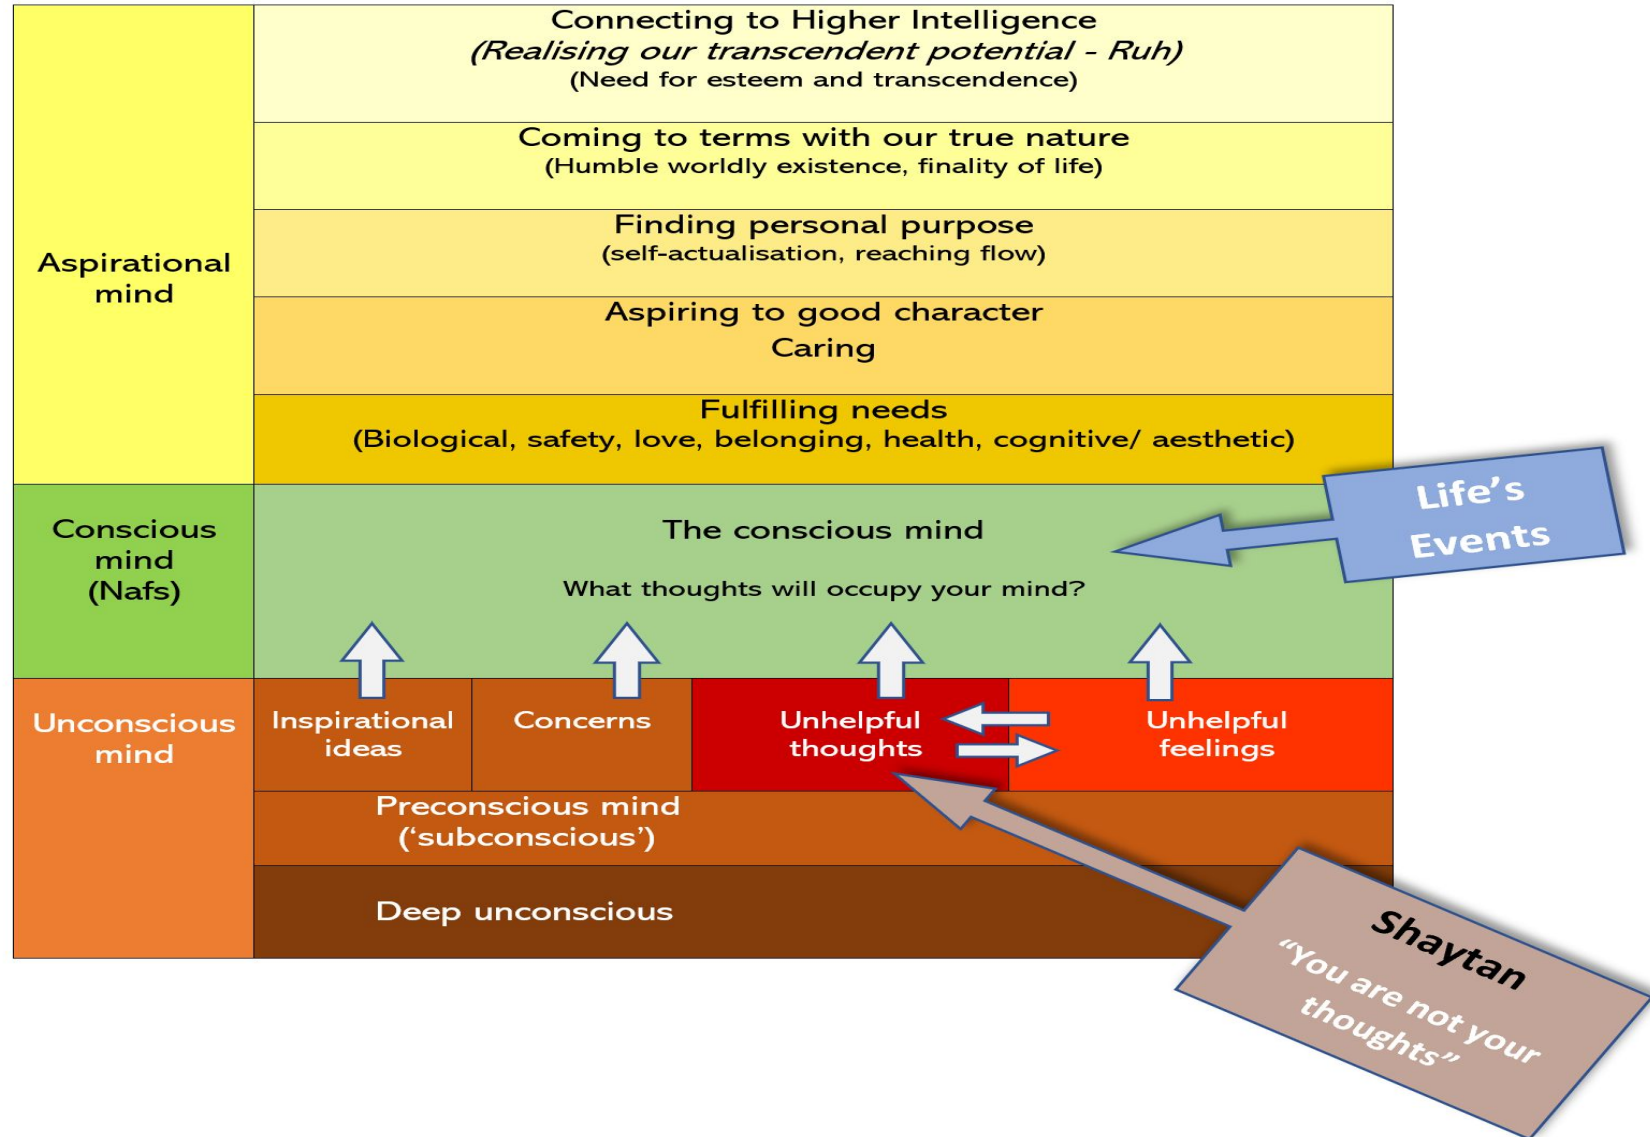 Connecting to Higher Intelligence
(Realising our transcendent potential - Ruh)
(Need for esteem and transcendence)
Coming to terms with our true nature
(Humble worldly existence, finality of life)
Finding personal purpose
(self-actualisation, reaching flow)
Aspirational
mind
Aspiring to good character
Caring
Fulfilling needs
(Biological, safety, love, belonging, health, cognitive/ aesthetic)
Life’s
Events
Conscious
mind
(Nafs)
The conscious mind
What thoughts will occupy your mind?
Unconscious
mind
Inspirational
ideas
Concerns
Unhelpful
thoughts
Unhelpful
feelings
Preconscious mind
(‘subconscious’)
Deep unconscious
Shaytan
“You are not your
thoughts”